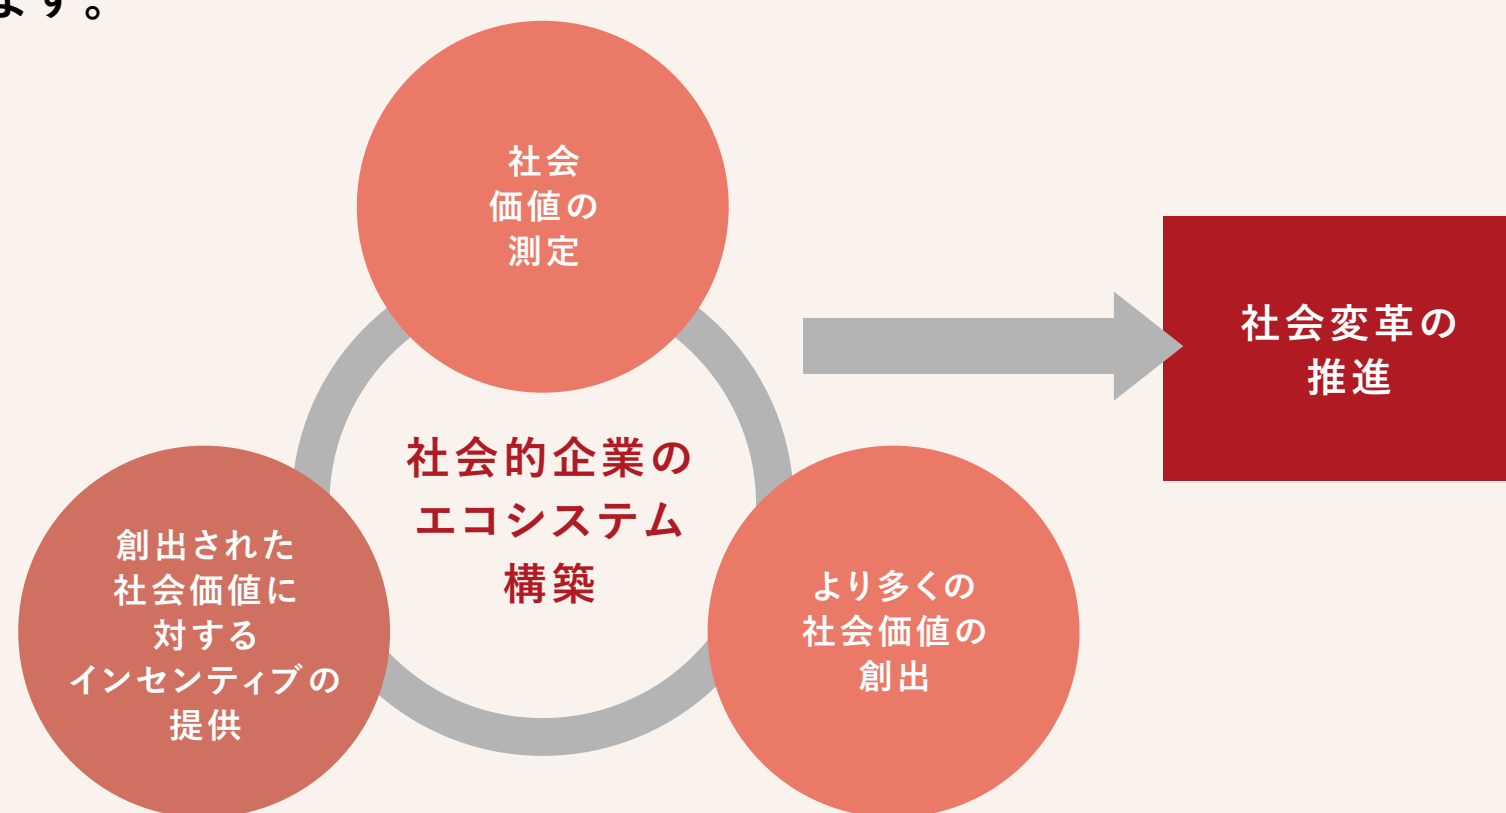 ます。
社会
価値の
測定
社会変革の
推進
社会的企業の
エコシステム
構築
創出された
社会価値に
対する
インセンティブの
提供
より多くの
社会価値の
創出